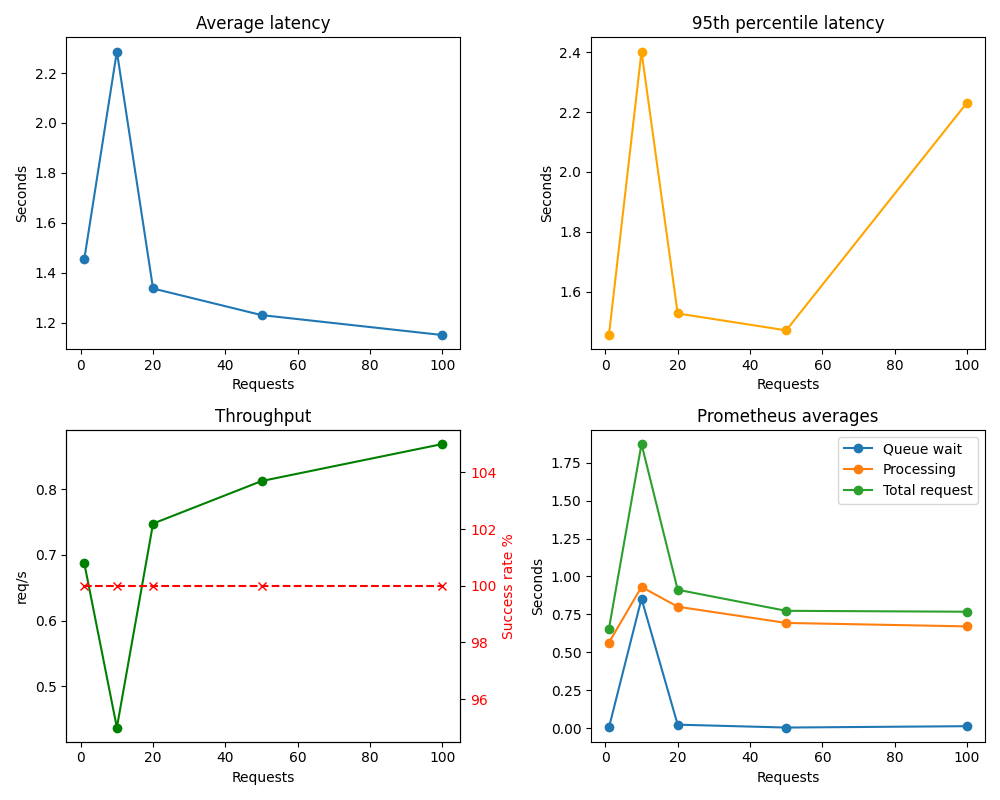 Average latency
Seconds
2.2
2.0
1.8
1.6
1.4
1.2
0 20 40 60 80 100
Requests
95th percentile latency
Seconds
2.4
2.2
2.0
1.8
1.6
0 20 40 60 80 100
Requests
Throughput
req/s
0.8
0.7
0.6
0.5
104
102
100
98
96
Success rate %
0 20 40 60 80 100
Requests
Prometheus averages
Seconds
1.75
1.50
1.25
1.00
0.75
0.50
0.25
0.00
Queue wait
Processing
Total request
0 20 40 60 80 100
Requests